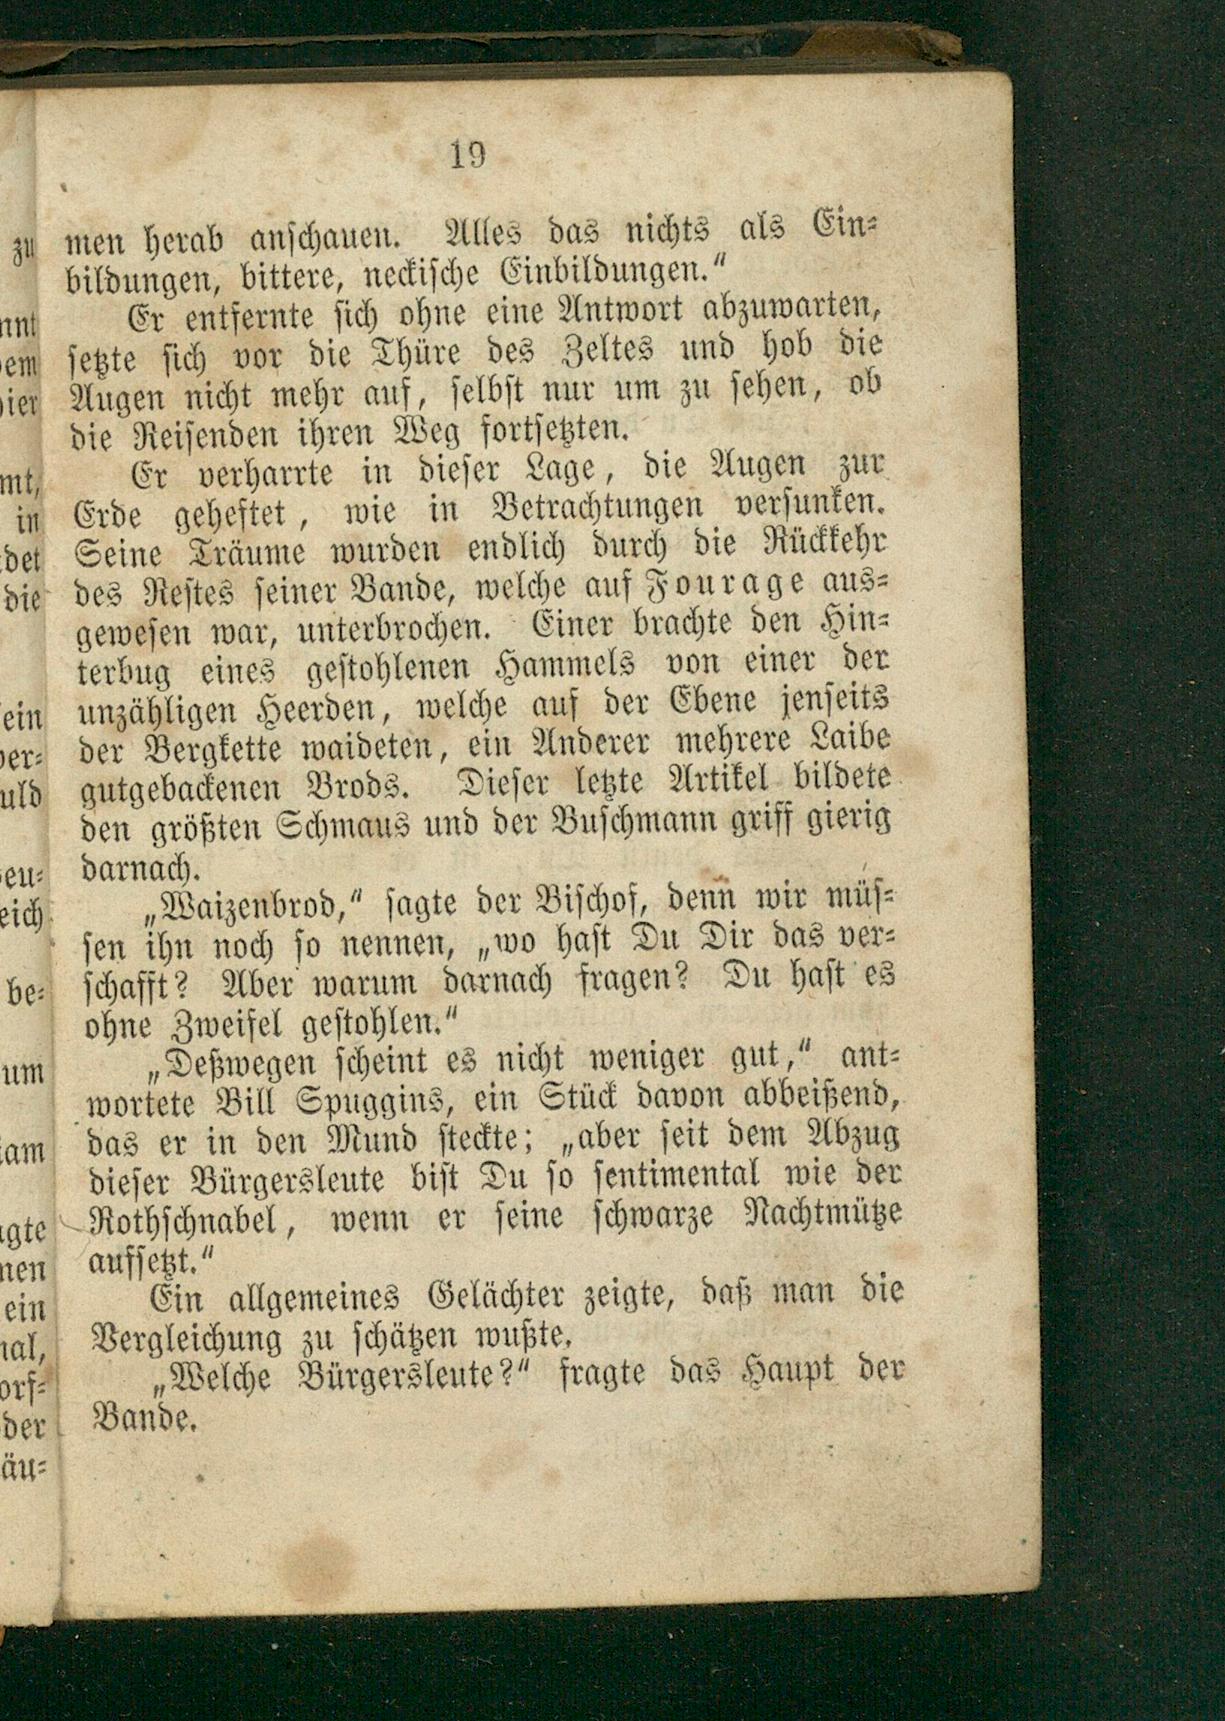 19
men herab anschauen. Alles das nichts als Ein-
bildungen, bittere, neckische Einbildungen.“
Er entfernte sich ohne eine Antwort abzuwarten,
setzte sich vor die Thüre des Zeltes und hob die
Augen nicht mehr auf, selbst nur um zu sehen, ob
die Reisenden ihren Weg fortsetzten.
Er verharrte in dieser Lage, die Augen zur
Erde geheftet, wie in Betrachtungen versunken.
Seine Träume wurden endlich durch die Rückkehr
des Restes seiner Bande, welche auf Fourage aus-
gewesen war, unterbrochen. Einer brachte den Hin-
terbug eines gestohlenen Hammels von einer der
unzähligen Heerden, welche auf der Ebene jenseits
der Bergkette waideten, ein Anderer mehrere Laibe
gutgebackenen Brods. Dieser letzte Artikel bildete
den größten Schmaus und der Buschmann griff gierig
darnach.
„Waizenbrod,“ sagte der Bischof, denn wir müs-
sen ihn noch so nennen, „wo hast Du Dir das ver-
schafft? Aber warum darnach fragen? Du hast es
ohne Zweifel gestohlen.“
„Deßwegen scheint es nicht weniger gut,“ ant-
wortete Bill Spuggins, ein Stück davon abbeißend,
das er in den Mund steckte; „aber seit dem Abzug
dieser Bürgersleute bist Du so sentimental wie der
Rothschnabel, wenn er seine schwarze Nachtmütze
aufsetzt.“
Ein allgemeines Gelächter zeigte, daß man die
Vergleichung zu schätzen wußte.
„Welche Bürgersleute?“ fragte das Haupt der
Bande.